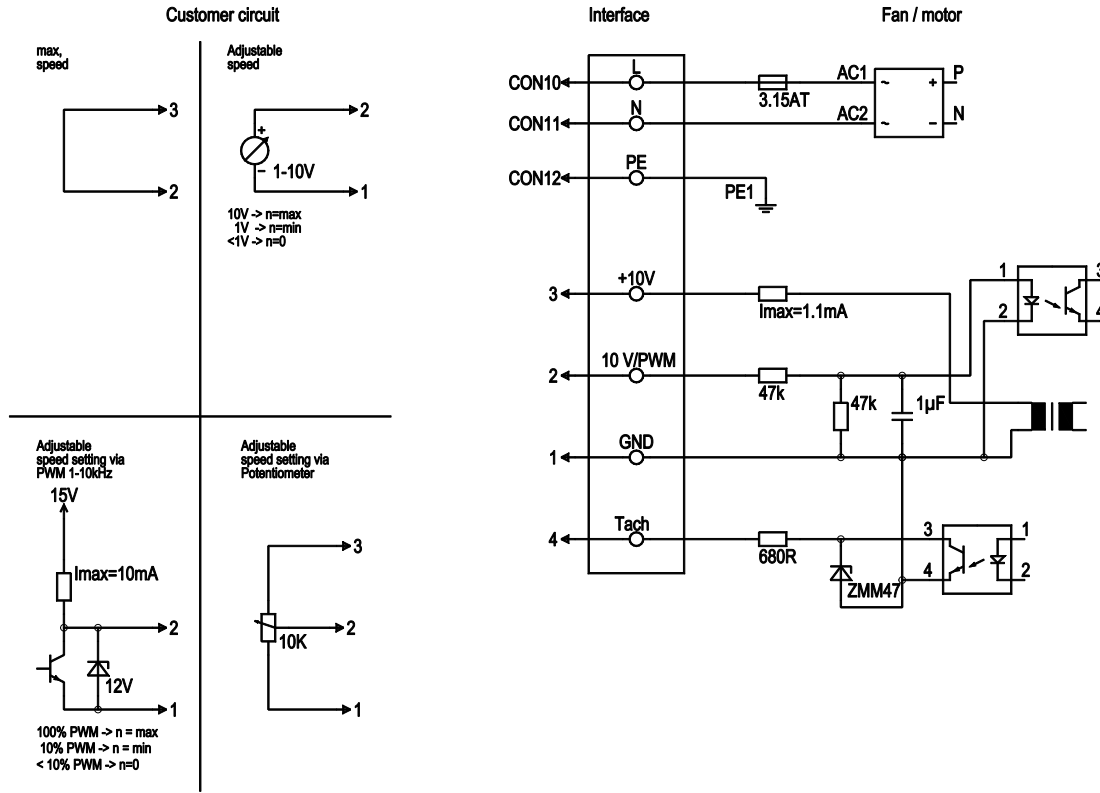 Customer circuit
Interface
Fan / motor
max,
speed
3
2
Adjustable
speed
2
+
–
1-10V
1
10V -> n=max
1V -> n=min
<1V -> n=0
Adjustable
speed setting via
PWM 1-10kHz
15V
Imax=10mA
2
12V
1
100% PWM -> n = max
10% PWM -> n = min
< 10% PWM -> n=0
Adjustable
speed setting via
Potentiometer
3
2
10K
1
CON10
L
3.15AT
AC1
~
+
P
CON11
N
AC2
~
–
N
CON12
PE
PE1
3
+10V
Imax=1.1mA
1
2
3
4
2
10 V/PWM
47k
47k
1µF
1
GND
4
Tach
680R
ZMM47
3
4
1
2